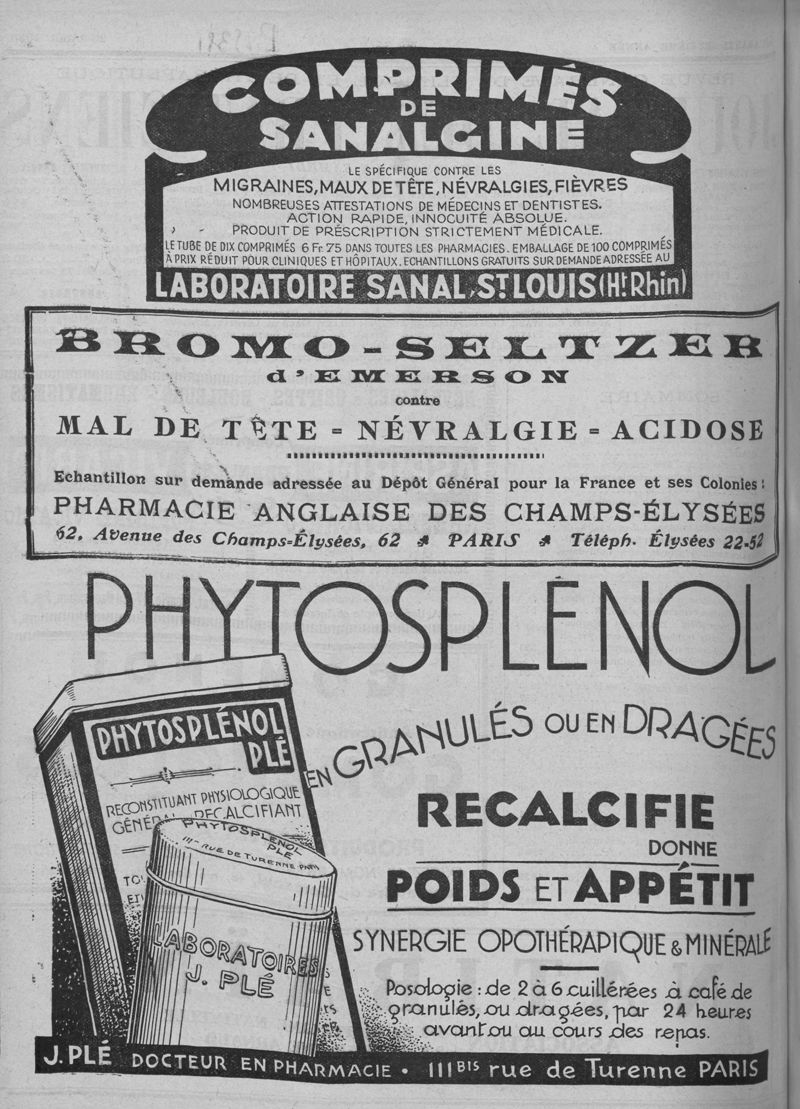 COMPRIMÉS
DE
SANALGINE
LE SPÉCIFIQUE CONTRE LES
MIGRAINES, MAUX DE TÊTE, NÉVRALGIES, FIÈVRES
NOMBREUSES ATTESTATIONS DE MÉDECINS ET DENTISTES.
ACTION RAPIDE, INNOCUITÉ ABSOLUE.
PRODUIT DE PRÉSCRIPTION STRICTEMENT MÉDICALE.
LE TUBE DE DIX COMPRIMÉS 6 Fr. 75 DANS TOUTES LES PHARMACIES. EMBALLAGE DE 100 COMPRIMÉS
À PRIX RÉDUIT POUR CLINIQUES ET HÔPITAUX. ECHANTILLONS GRATUITS SUR DEMANDE ADRESSÉE AU
LABORATOIRE SANAL, ST. LOUIS (Ht. Rhin)
BROMO-SELTZER
d'EMERSON
contre
MAL DE TÊTE = NÉVRALGIE = ACIDOSE
Echantillon sur demande adressée au Dépôt Général pour la France et ses Colonies :
PHARMACIE ANGLAISE DES CHAMPS-ÉLYSÉES
62, Avenue des Champs=Élysées, 62 PARIS Téléph. Élysées 22-52
PHYTOSPLÉNOL
EN GRANULÉS OU EN DRAGÉES
PHYTOSPLÉNOL
PLÉ
RECONSTITUANT PHYSIOLOGIQUE
GÉNÉRAL RECALCIFIANT
PHYTOSPLENOL
PLÉ
111bis RUE DE TURENNE PARIS
LABORATOIRES
J. PLÉ
RECALCIFIE
DONNE
POIDS ET APPÉTIT
SYNERGIE OPOTHÉRAPIQUE & MINÉRALE
Posologie : de 2 à 6 cuillérées à café de
granulés, ou dragées, par 24 heures
avant ou au cours des repas.
J. PLÉ DOCTEUR EN PHARMACIE • 111 BIS rue de Turenne PARIS